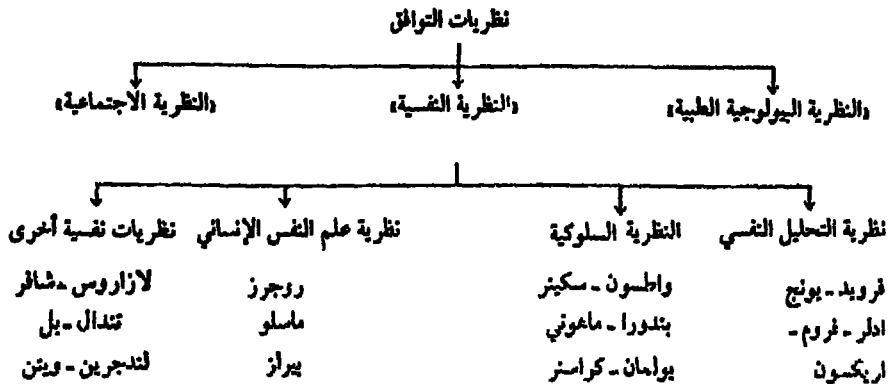 نظريات التوافق
«النظرية البيولوجية الطبية» «النظرية النفسية» «النظرية الاجتماعية»
نظرية التحليل النفسي النظرية السلوكية نظرية علم النفس الإنساني نظريات نفسية أخرى
فرويد - يونج واطسون - سكينر روجرز لازاروس - شافر
ادلر - فروم - بندورا - ماهوني ماسلو تندال - بل
اريكسون يولمان - كراسنر بيرلز لندجرين - ويتن